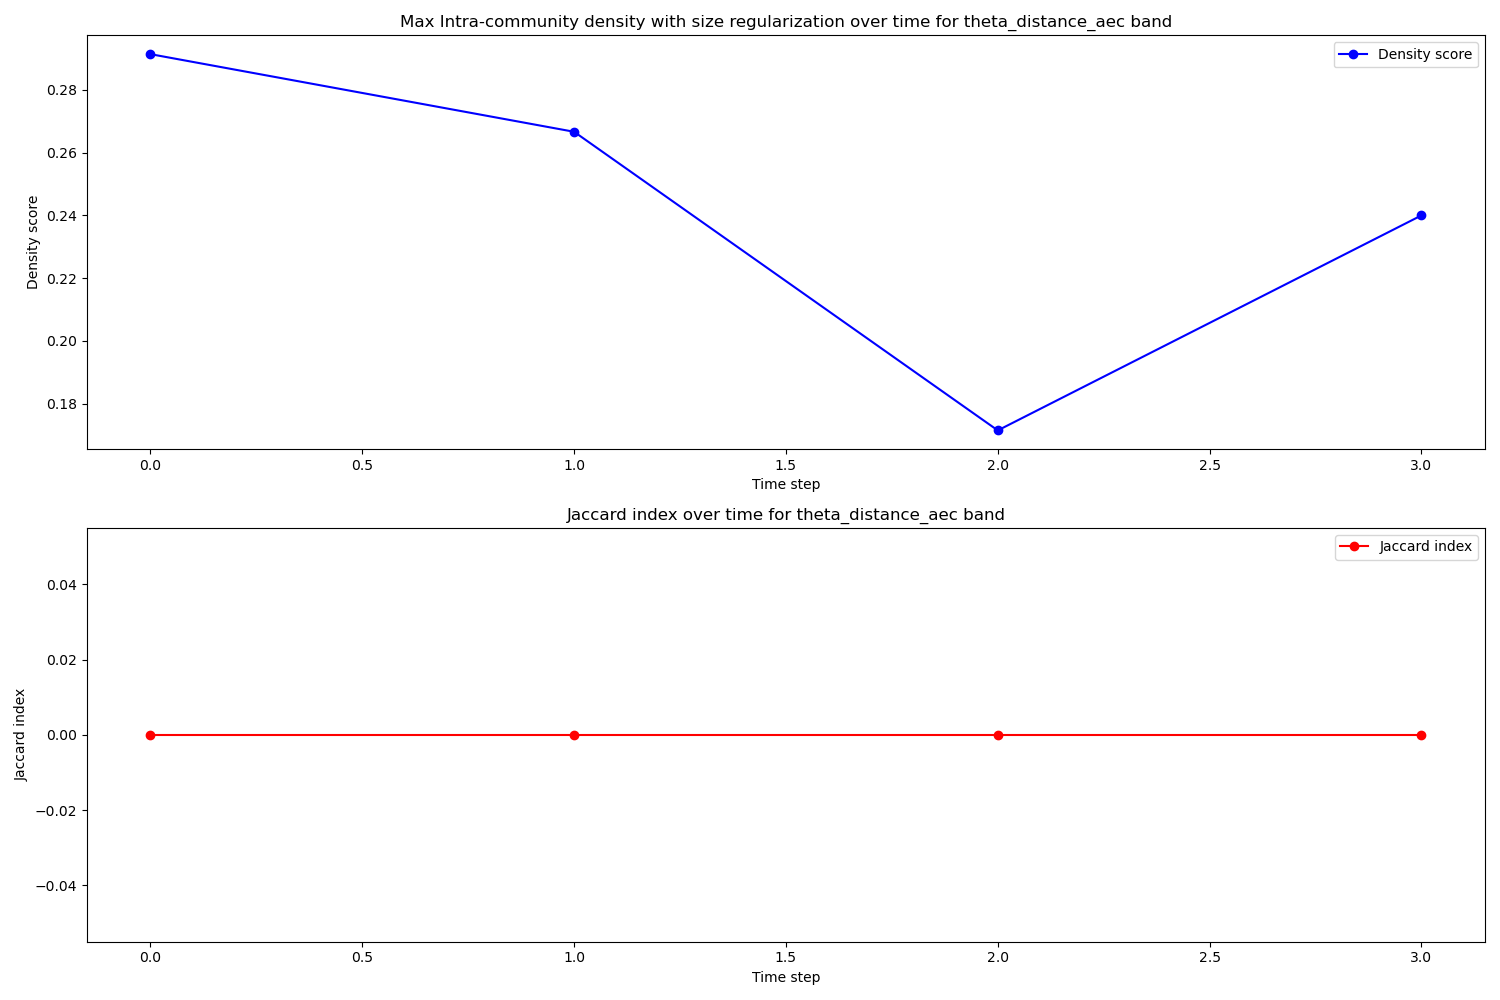 Max Intra-community density with size regularization over time for theta_distance_aec band
Density score
0.28
0.26
0.24
0.22
0.20
0.18
Density score
0.0 0.5 1.0 1.5 2.0 2.5 3.0
Time step
Jaccard index over time for theta_distance_aec band
Jaccard index
0.04
0.02
0.00
−0.02
−0.04
Jaccard index
0.0 0.5 1.0 1.5 2.0 2.5 3.0
Time step